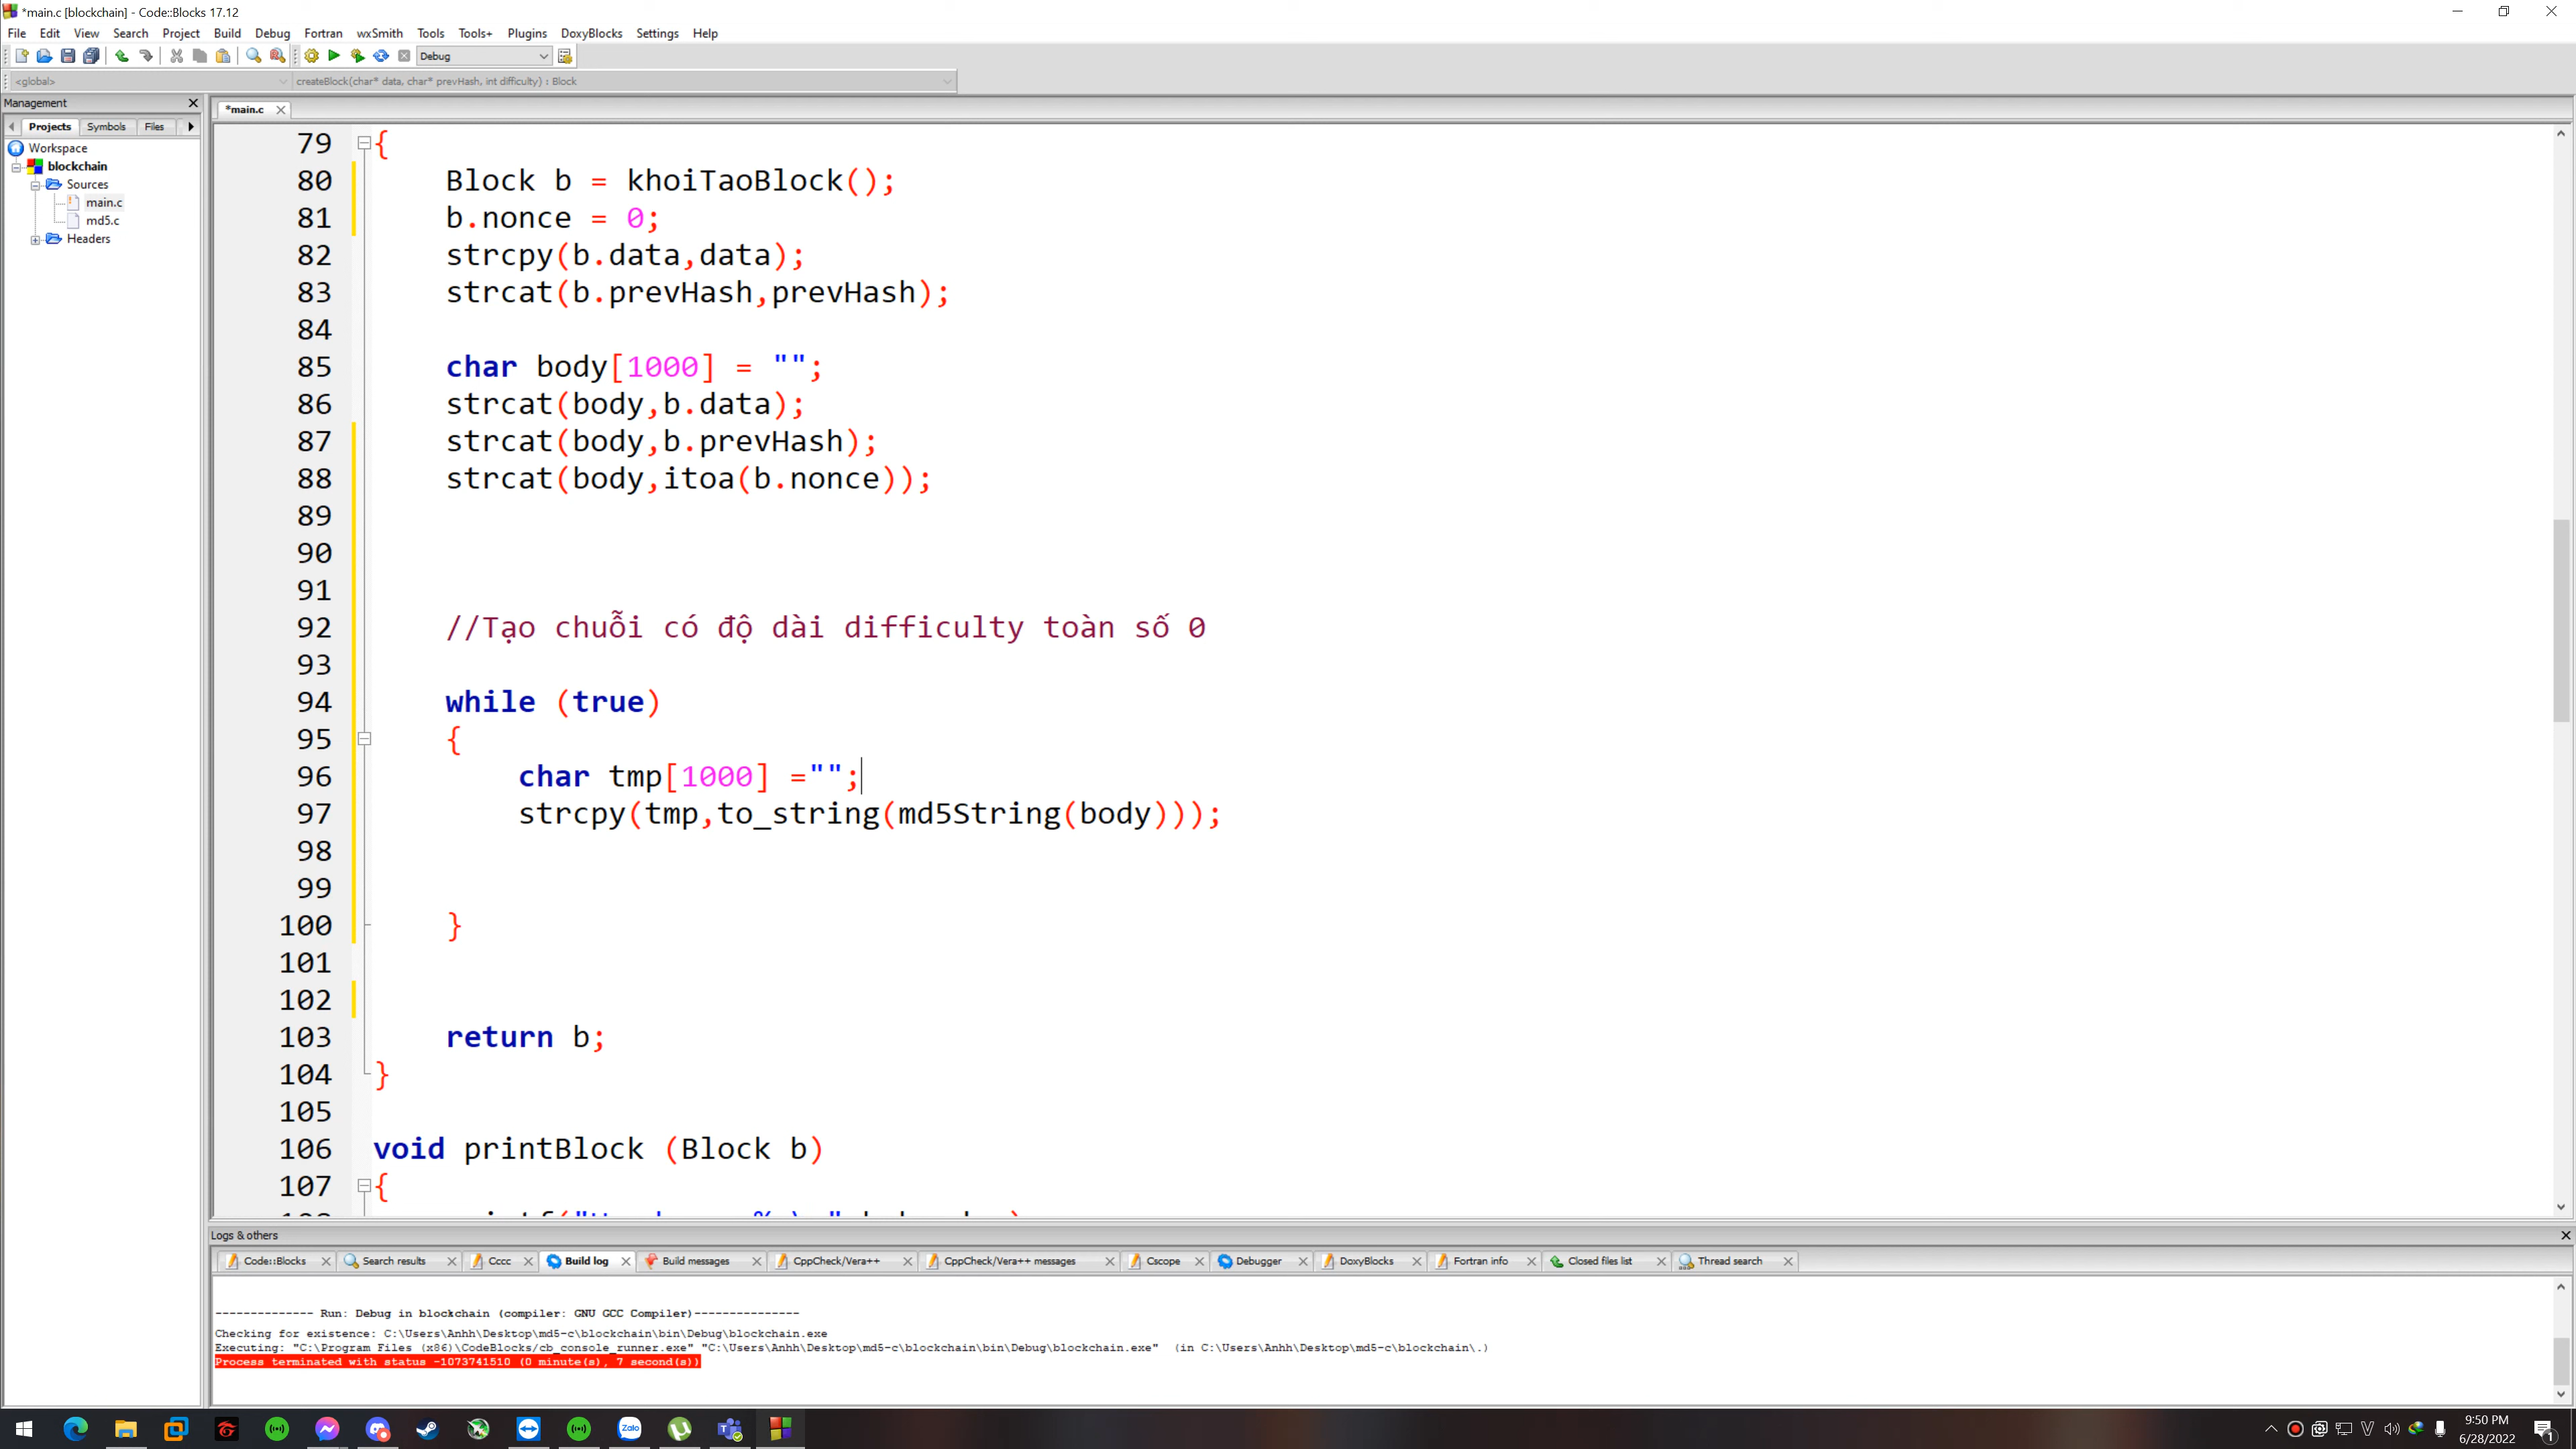 *main.c [blockchain] - Code::Blocks 17.12
File Edit View Search Project Build Debug Fortran wxSmith Tools Tools+ Plugins DoxyBlocks Settings Help
Debug
<global> createBlock(char* data, char* prevHash, int difficulty) : Block
Management
*main.c
Projects Symbols Files
Workspace
blockchain
Sources
main.c
md5.c
Headers
79 {
80 Block b = khoiTaoBlock();
81 b.nonce = 0;
82 strcpy(b.data,data);
83 strcat(b.prevHash,prevHash);
84
85 char body[1000] = "";
86 strcat(body,b.data);
87 strcat(body,b.prevHash);
88 strcat(body,itoa(b.nonce));
89
90
91
92 //Tạo chuỗi có độ dài difficulty toàn số 0
93
94 while (true)
95 {
96 char tmp[1000] ="";
97 strcpy(tmp,to_string(md5String(body)));
98
99
100 }
101
102
103 return b;
104 }
105
106 void printBlock (Block b)
107 {
Logs & others
Code::Blocks Search results Cccc Build log Build messages CppCheck/Vera++ CppCheck/Vera++ messages Cscope Debugger DoxyBlocks Fortran info Closed files list Thread search
-------------- Run: Debug in blockchain (compiler: GNU GCC Compiler)---------------
Checking for existence: C:\Users\Anhh\Desktop\md5-c\blockchain\bin\Debug\blockchain.exe
Executing: "C:\Program Files (x86)\CodeBlocks/cb_console_runner.exe" "C:\Users\Anhh\Desktop\md5-c\blockchain\bin\Debug\blockchain.exe"  (in C:\Users\Anhh\Desktop\md5-c\blockchain\.)
Process terminated with status -1073741510 (0 minute(s), 7 second(s))
Zalo
9:50 PM
6/28/2022
1